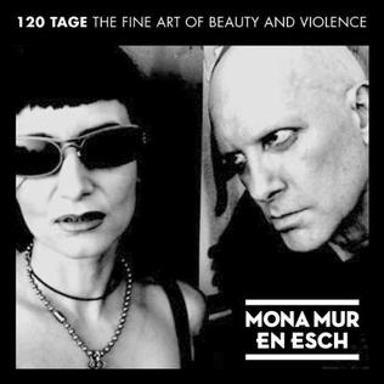 120 TAGE THE FINE ART OF BEAUTY AND VIOLENCE
MONA MUR
EN ESCH